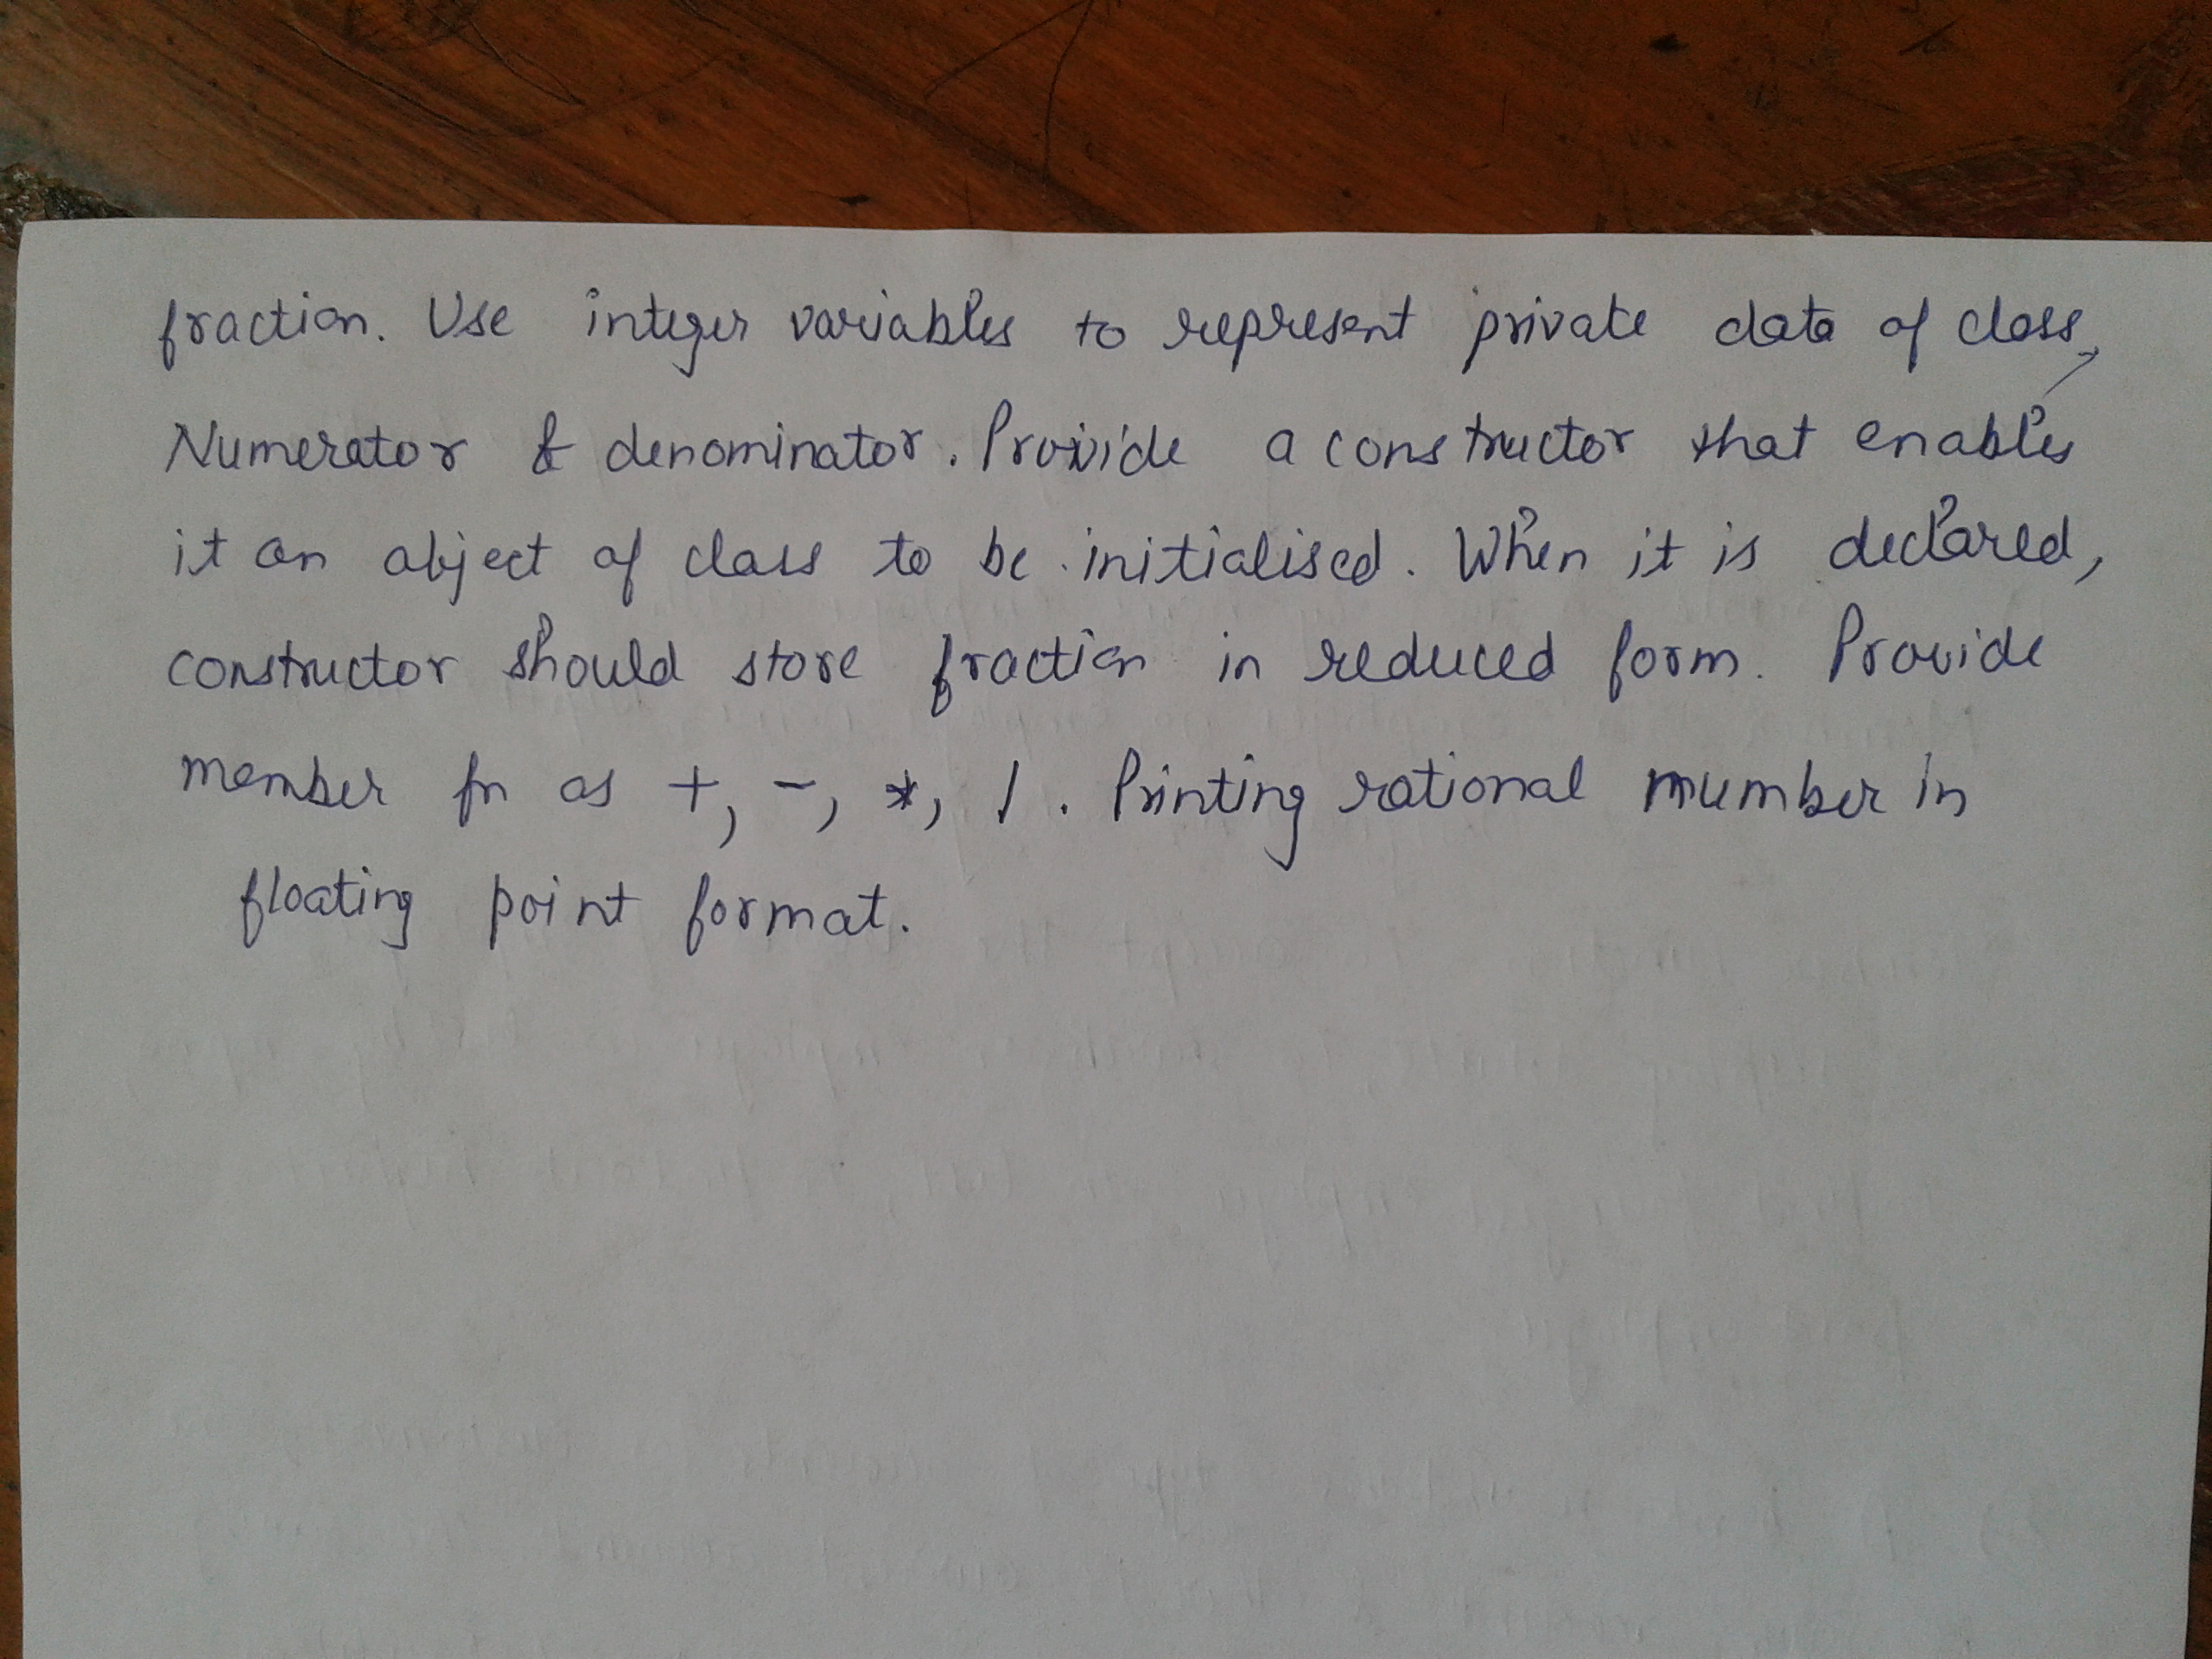 fraction. Use integer variables to represent private data of class,
Numerator & denominator. Provide a constructor that enables
it an object of class to be initialised. When it is declared,
constructor should store fraction in reduced form. Provide
member fn as +, -, *, /. Printing rational number in
floating point format.